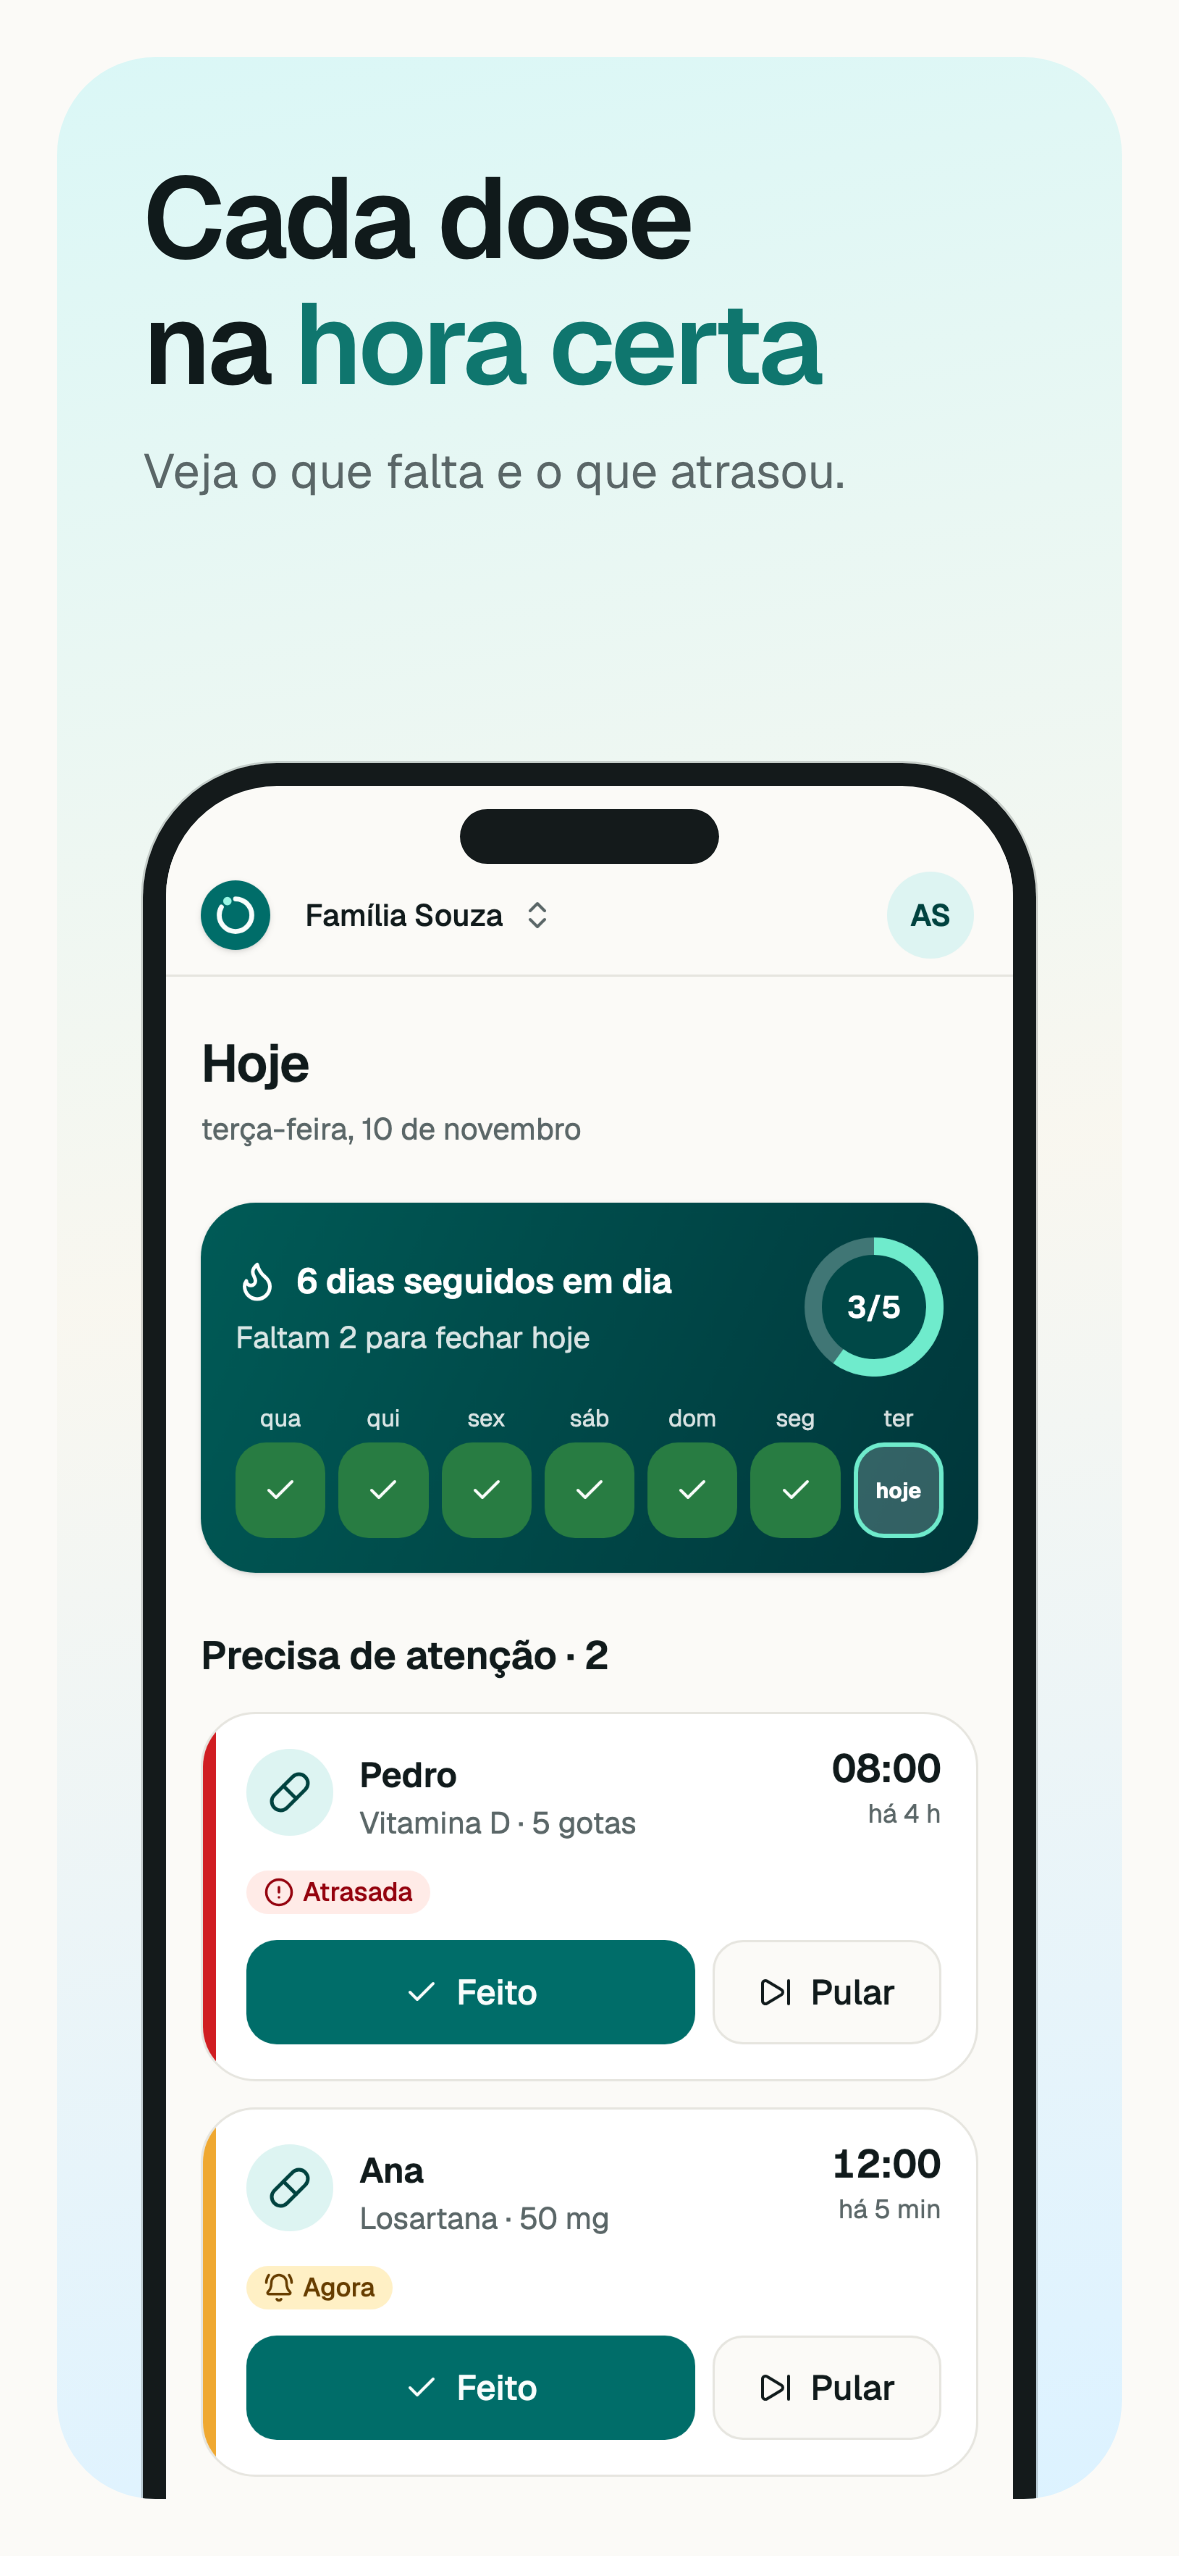 Cada dose
na hora certa
Veja o que falta e o que atrasou.
Família Souza
AS
Hoje
terça-feira, 10 de novembro
6 dias seguidos em dia
Faltam 2 para fechar hoje
3/5
qua qui sex sáb dom seg ter
hoje
Precisa de atenção · 2
Pedro
08:00
Vitamina D · 5 gotas
há 4 h
Atrasada
Feito
Pular
Ana
12:00
Losartana · 50 mg
há 5 min
Agora
Feito
Pular